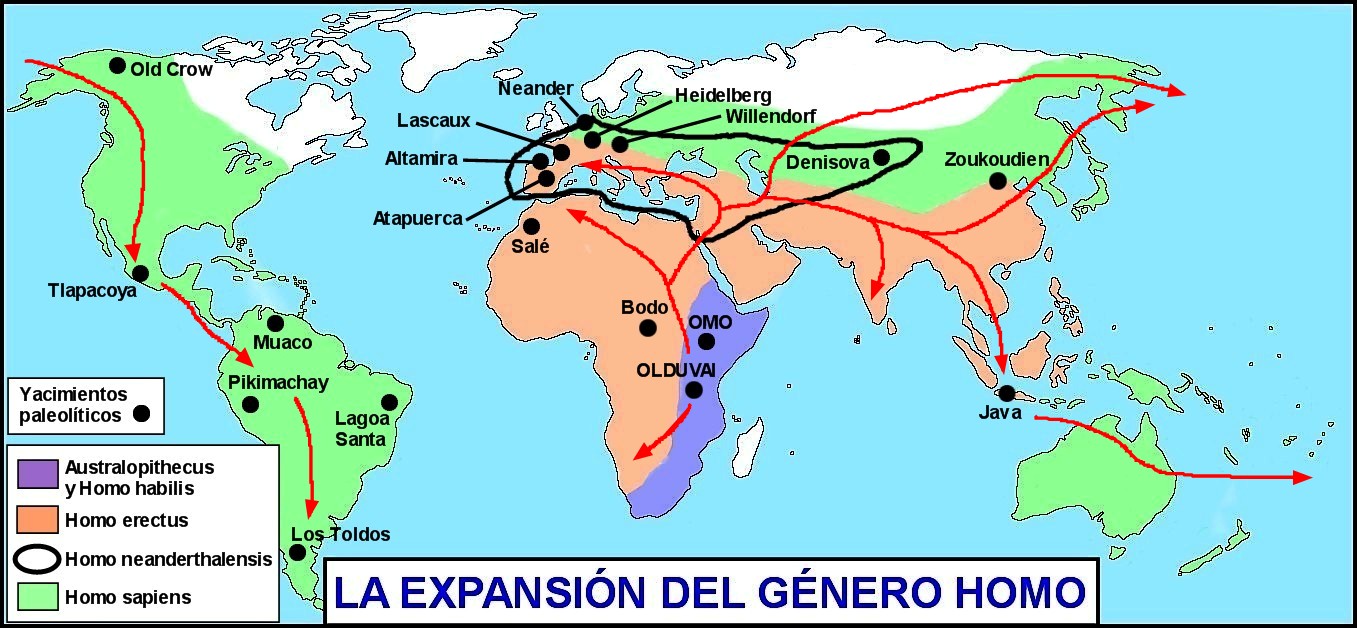 Old Crow
Neander
Heidelberg
Lascaux
Willendorf
Altamira
Denisova
Zoukoudien
Atapuerca
Salé
Tlapacoya
Bodo
OMO
Muaco
OLDUVAI
Pikimachay
Yacimientos
paleolíticos
Lagoa
Santa
Java
Australopithecus
y Homo habilis
Homo erectus
Los Toldos
Homo neanderthalensis
Homo sapiens
LA EXPANSIÓN DEL GÉNERO HOMO